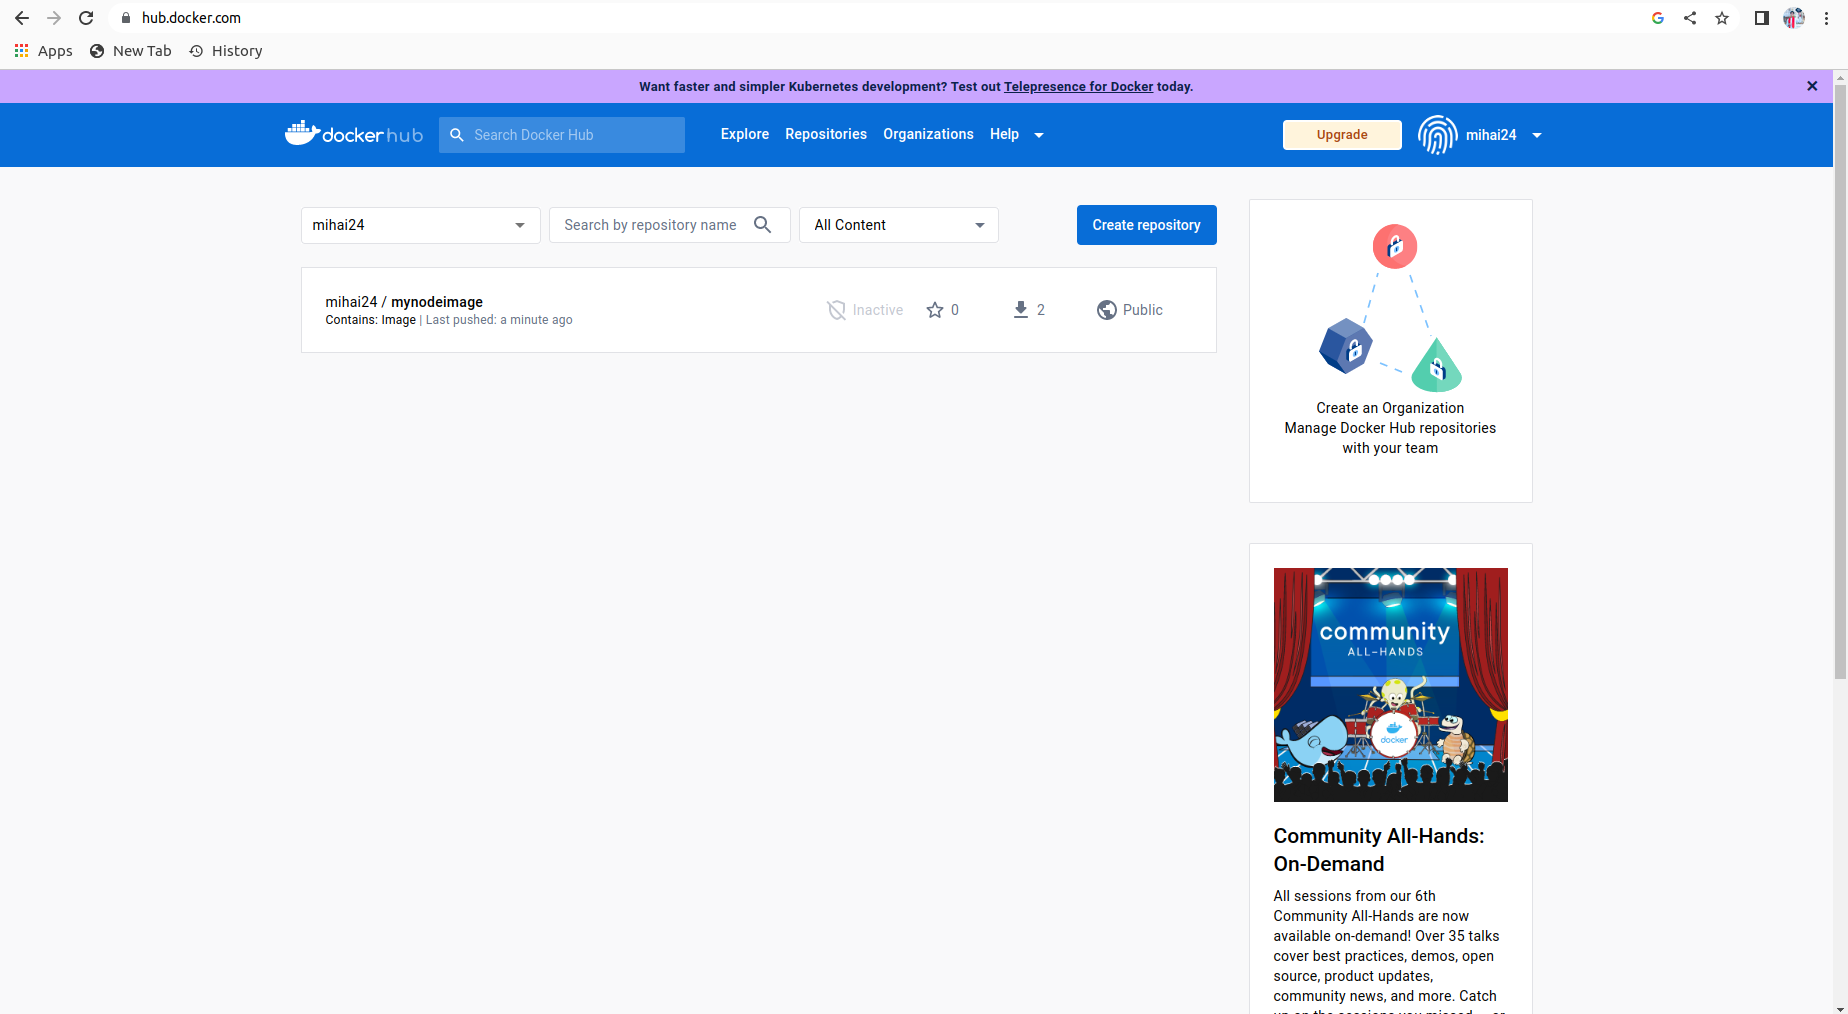 hub.docker.com
Apps New Tab History
Want faster and simpler Kubernetes development? Test out Telepresence for Docker today.
dockerhub Search Docker Hub Explore Repositories Organizations Help Upgrade mihai24
mihai24 Search by repository name All Content Create repository
mihai24 / mynodeimage
Contains: Image | Last pushed: a minute ago
Inactive 0 2 Public
Create an Organization
Manage Docker Hub repositories
with your team
community
ALL-HANDS
docker
Community All-Hands:
On-Demand
All sessions from our 6th
Community All-Hands are now
available on-demand! Over 35 talks
cover best practices, demos, open
source, product updates,
community news, and more. Catch